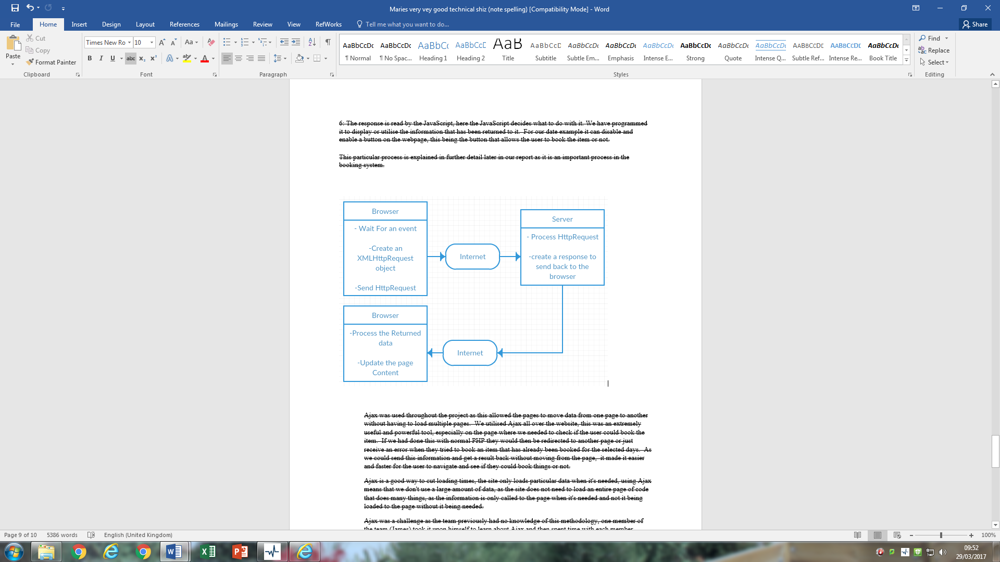 Maries very vey good technical shiz (note spelling) [Compatibility Mode] - Word
File Home Insert Design Layout References Mailings Review View RefWorks Tell me what you want to do... Share
Paste
Cut
Copy
Format Painter
Clipboard
Times New Ro 10
Font
Paragraph
AaBbCcDc AaBbCcDc AaBbCc AaBbCcD AaB AaBbCcD AaBbCcDc AaBbCcDc AaBbCcDc AaBbCcDc AaBbCcDc AaBbCcDc AABBCCDE AABBCCDE AaBbCcDc
¶ Normal ¶ No Spac... Heading 1 Heading 2 Title Subtitle Subtle Em... Emphasis Intense E... Strong Quote Intense Q... Subtle Ref... Intense Re... Book Title
Styles
Find
Replace
Select
Editing
6: The response is read by the JavaScript, here the JavaScript decides what to do with it. We have programmed
it to display or utilise the information that has been returned to it.  For our date example it can disable and
enable a button on the webpage, this being the button that allows the user to book the item or not.
This particular process is explained in further detail later in our report as it is an important process in the
booking system.
Browser
- Wait For an event
-Create an
XMLHttpRequest
object
-Send HttpRequest
Internet
Server
- Process HttpRequest
-create a response to
send back to the
browser
Browser
-Process the Returned
data
-Update the page
Content
Internet
Ajax was used throughout the project as this allowed the pages to move data from one page to another
without having to load multiple pages.  We utilised Ajax all over the website, this was an extremely
useful and powerful tool, especially on the page where we needed to check if the user could book the
item.  If we had done this with normal PHP they would then be redirected to another page or just
receive an error when they tried to book an item that has already been booked for the selected days.  As
we could send this information and get a result back without moving from the page,  it made it easier
and faster for the user to navigate and see if they could book things or not.
Ajax is a good way to cut loading times, the site only loads particular data when it's needed, using Ajax
means that we don't use a large amount of data, as the site does not need to load an entire page of code
that does many things, as the information is only called to the page when it's needed and not it being
loaded to the page without it being needed.
Ajax was a challenge as the team previously had no knowledge of this methodology, one member of
the team (James) took it upon himself to learn about Ajax and then spent time with each member
Page 9 of 10 5386 words English (United Kingdom) 100%
09:52
29/03/2017